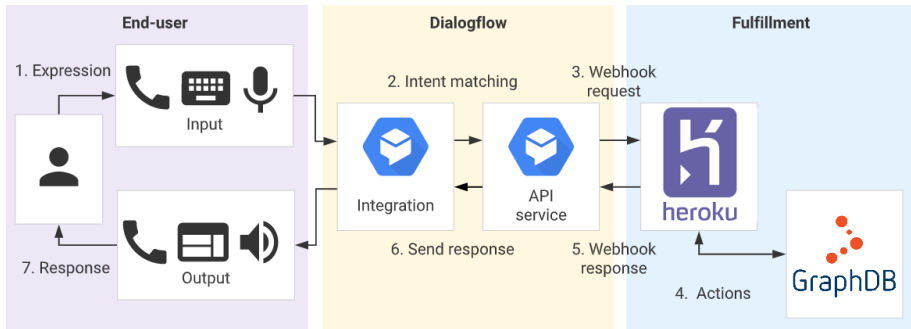 End-user
Dialogflow
Fulfillment
1. Expression
Input
2. Intent matching
3. Webhook
request
Integration
API
service
heroku
7. Response
Output
6. Send response
5. Webhook
response
4. Actions
GraphDB